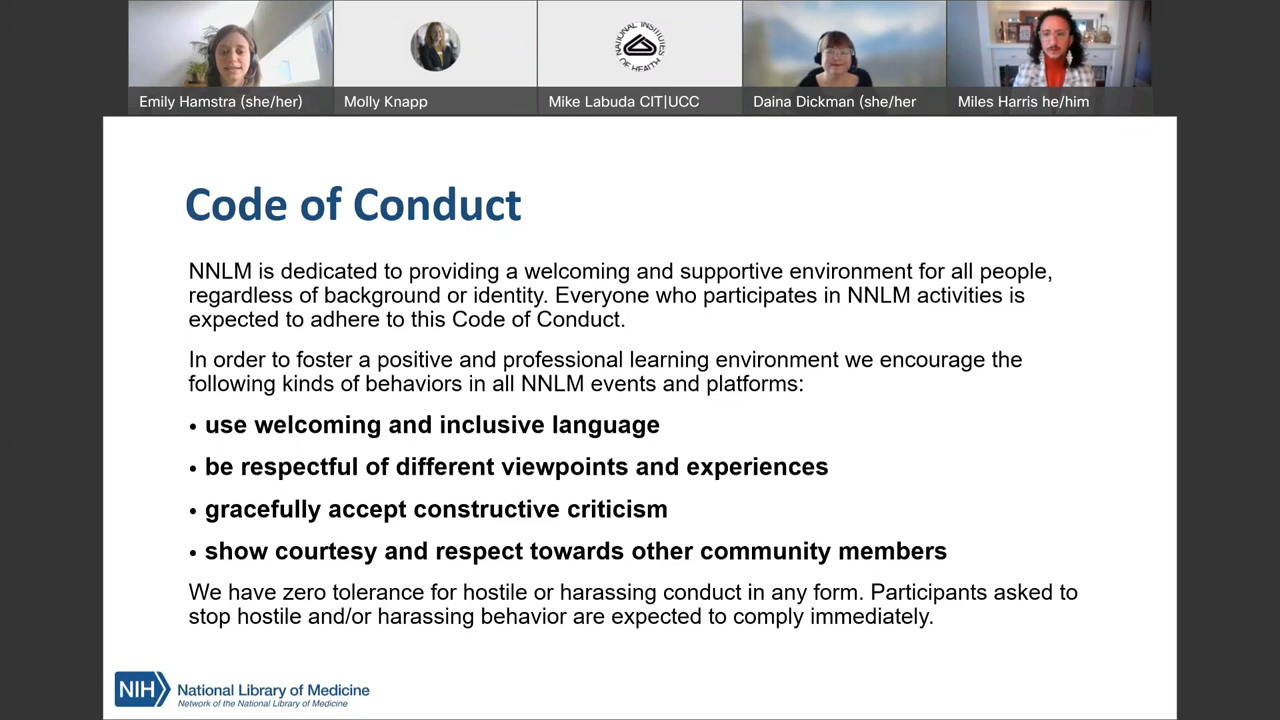 NATIONAL INSTITUTES OF HEALTH
Emily Hamstra (she/her)
Molly Knapp
Mike Labuda CIT|UCC
Daina Dickman (she/her
Miles Harris he/him
Code of Conduct
NNLM is dedicated to providing a welcoming and supportive environment for all people,
regardless of background or identity. Everyone who participates in NNLM activities is
expected to adhere to this Code of Conduct.
In order to foster a positive and professional learning environment we encourage the
following kinds of behaviors in all NNLM events and platforms:
• use welcoming and inclusive language
• be respectful of different viewpoints and experiences
• gracefully accept constructive criticism
• show courtesy and respect towards other community members
We have zero tolerance for hostile or harassing conduct in any form. Participants asked to
stop hostile and/or harassing behavior are expected to comply immediately.
NIH National Library of Medicine
Network of the National Library of Medicine